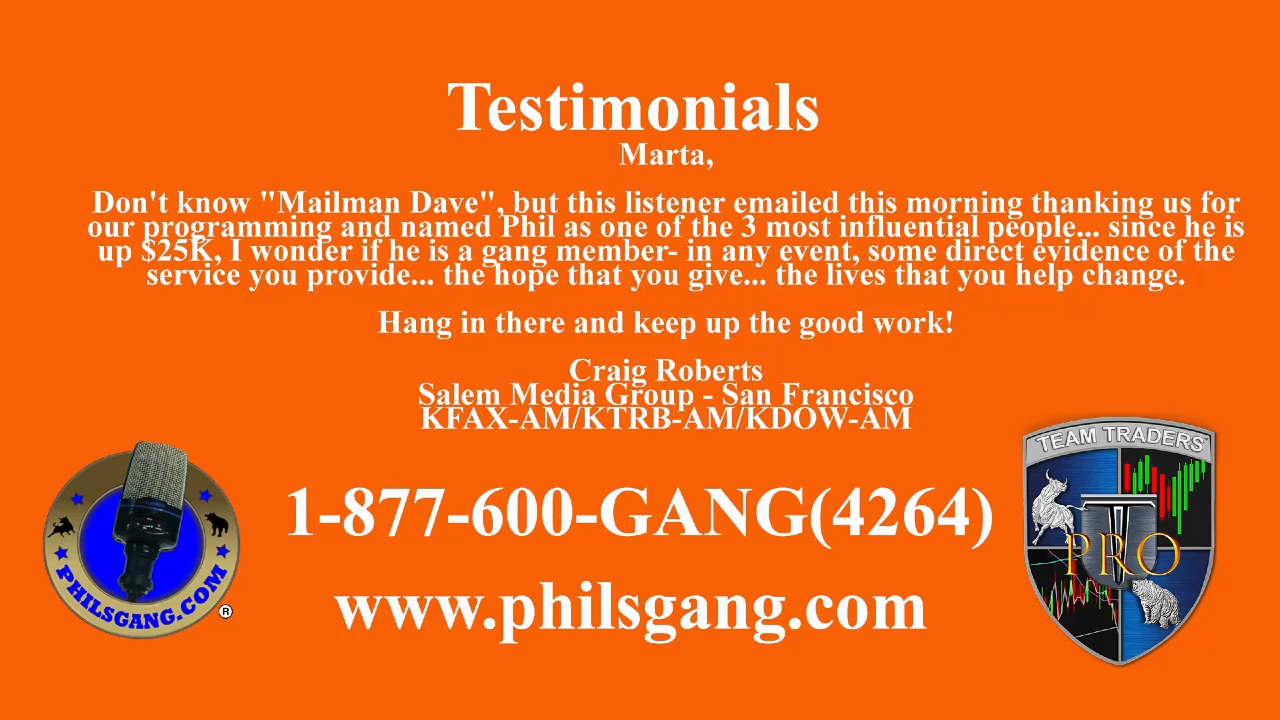 Testimonials
Marta,
Don't know "Mailman Dave", but this listener emailed this morning thanking us for
our programming and named Phil as one of the 3 most influential people... since he is
up $25K, I wonder if he is a gang member- in any event, some direct evidence of the
service you provide... the hope that you give... the lives that you help change.
Hang in there and keep up the good work!
Craig Roberts
Salem Media Group - San Francisco
KFAX-AM/KTRB-AM/KDOW-AM
TEAM TRADERS
PRO
1-877-600-GANG(4264)
PHILSGANG.COM
®
www.philsgang.com